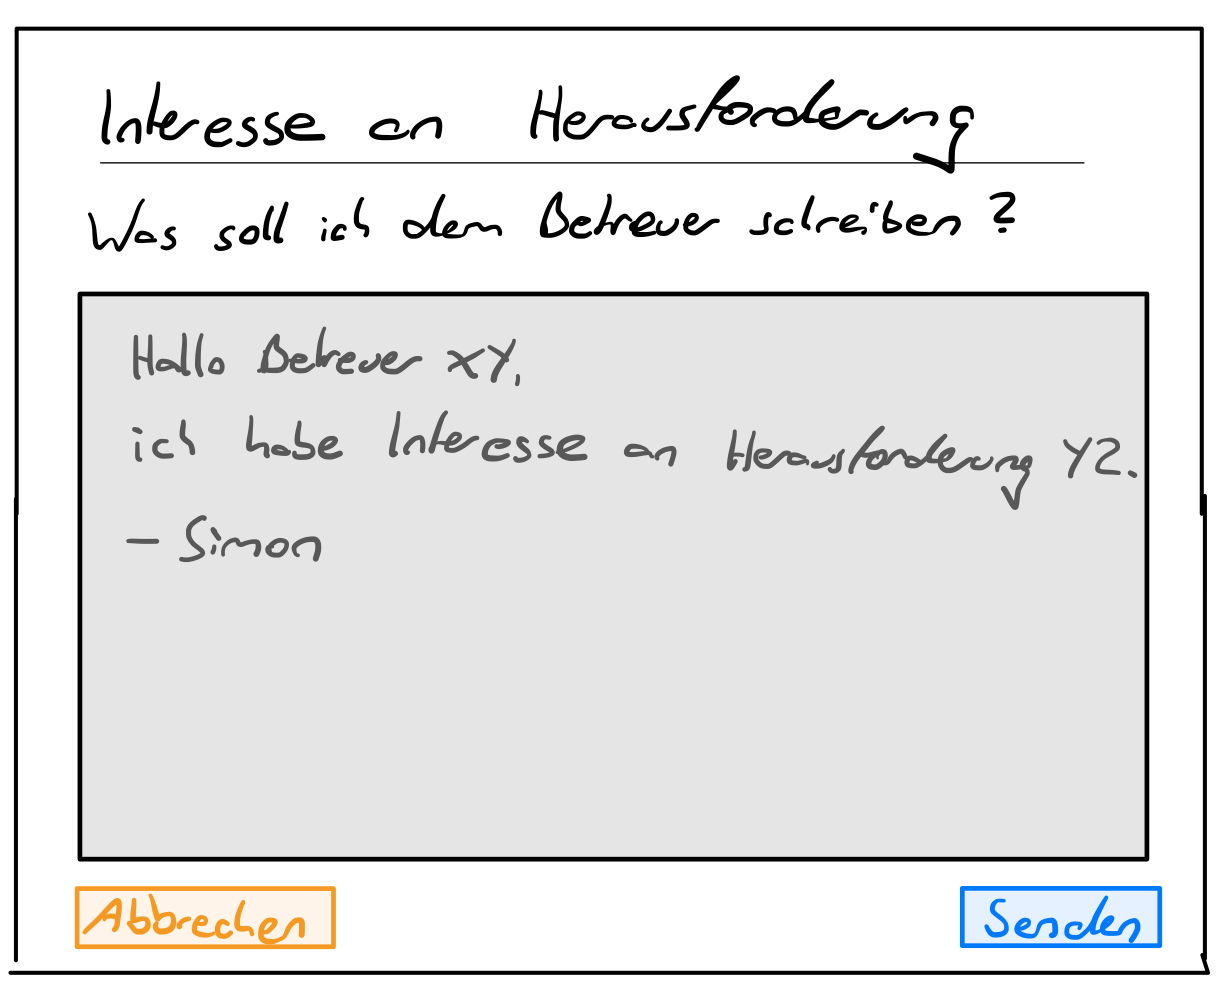 Interesse an Herausforderung
Was soll ich dem Betreuer schreiben?
Hallo Betreuer XY,
ich habe Interesse an Herausforderung YZ.
- Simon
Abbrechen
Senden